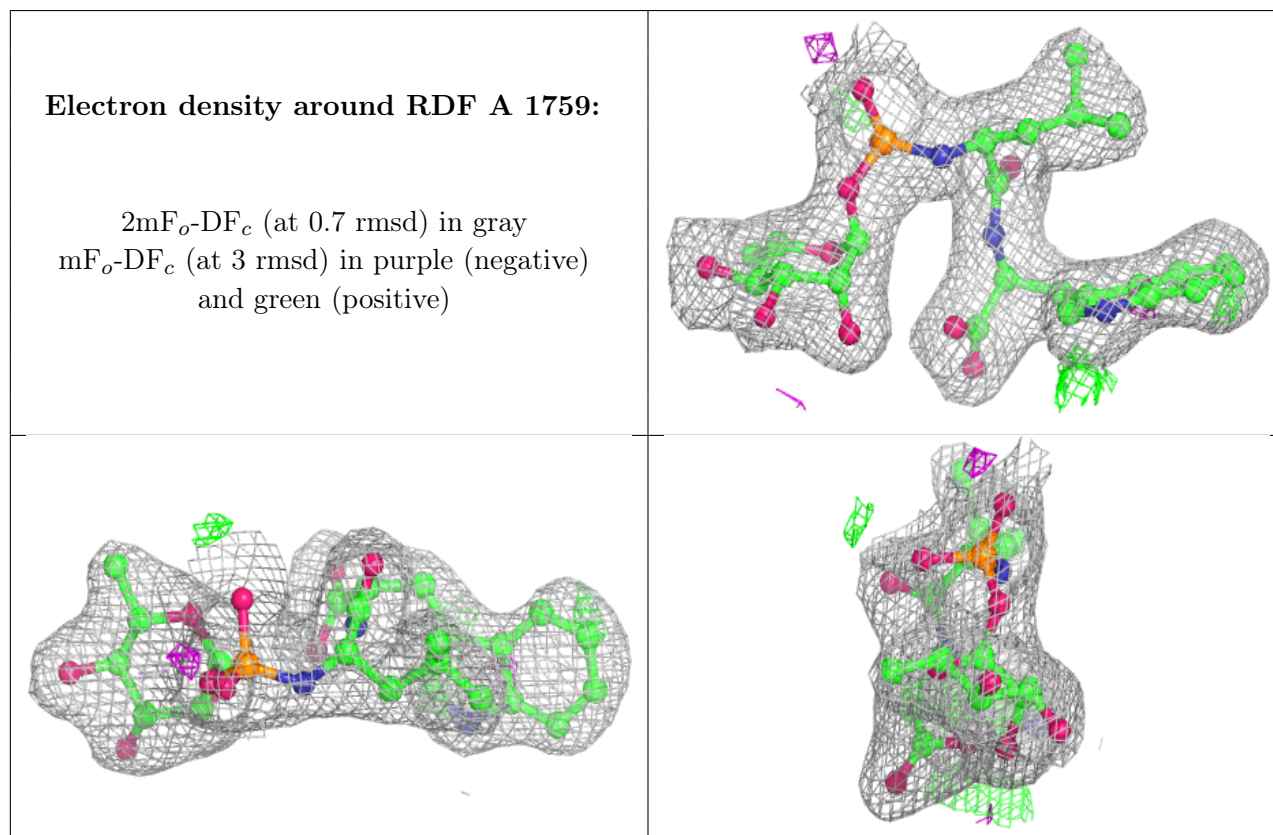 Electron density around RDF A 1759:
2mFo-DFc (at 0.7 rmsd) in gray
mFo-DFc (at 3 rmsd) in purple (negative)
and green (positive)